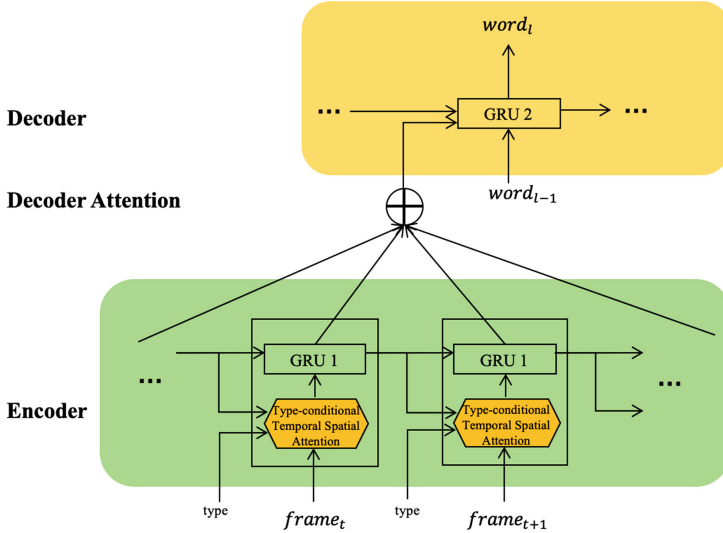 word_l
Decoder
...
GRU 2
...
Decoder Attention
word_{l-1}
GRU 1
GRU 1
...
...
Encoder
Type-conditional
Temporal Spatial
Attention
Type-conditional
Temporal Spatial
Attention
type
frame_t
type
frame_{t+1}